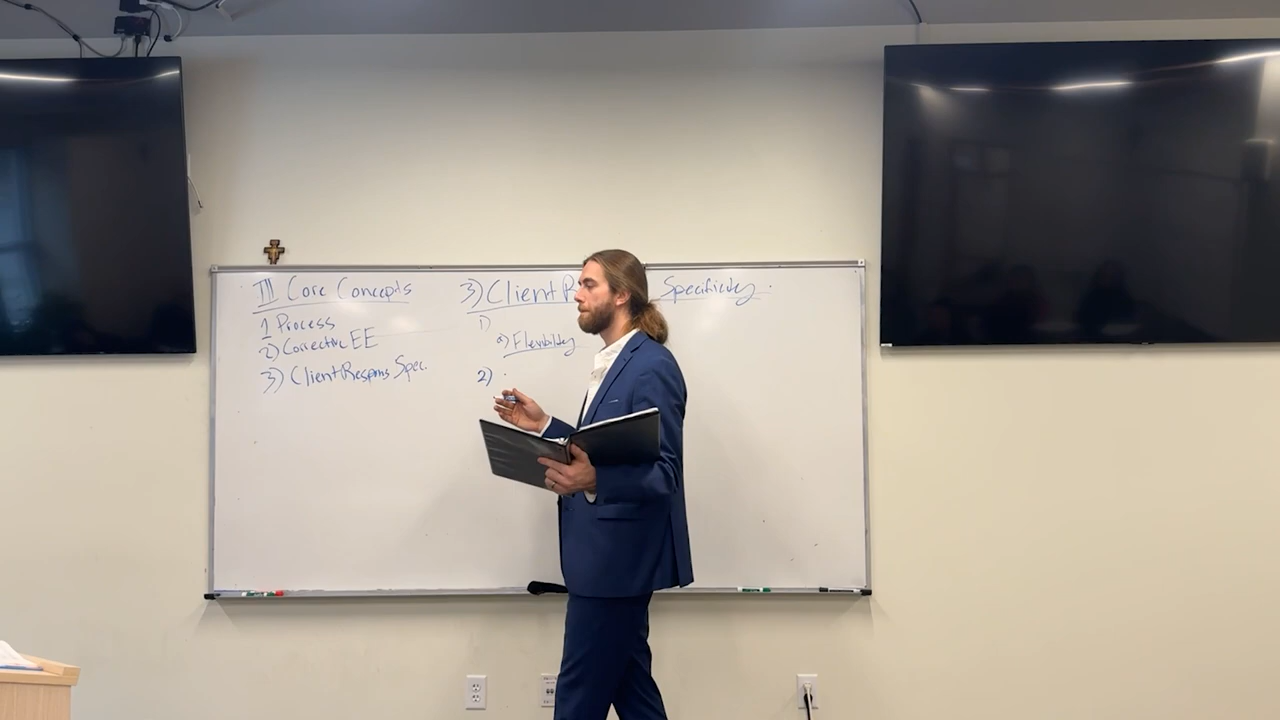 III Core Concepts
1 Process
2) Corrective EE
3) Client Respons Spec.
3) Client R Specificity.
1)
a) Flexibility
2)